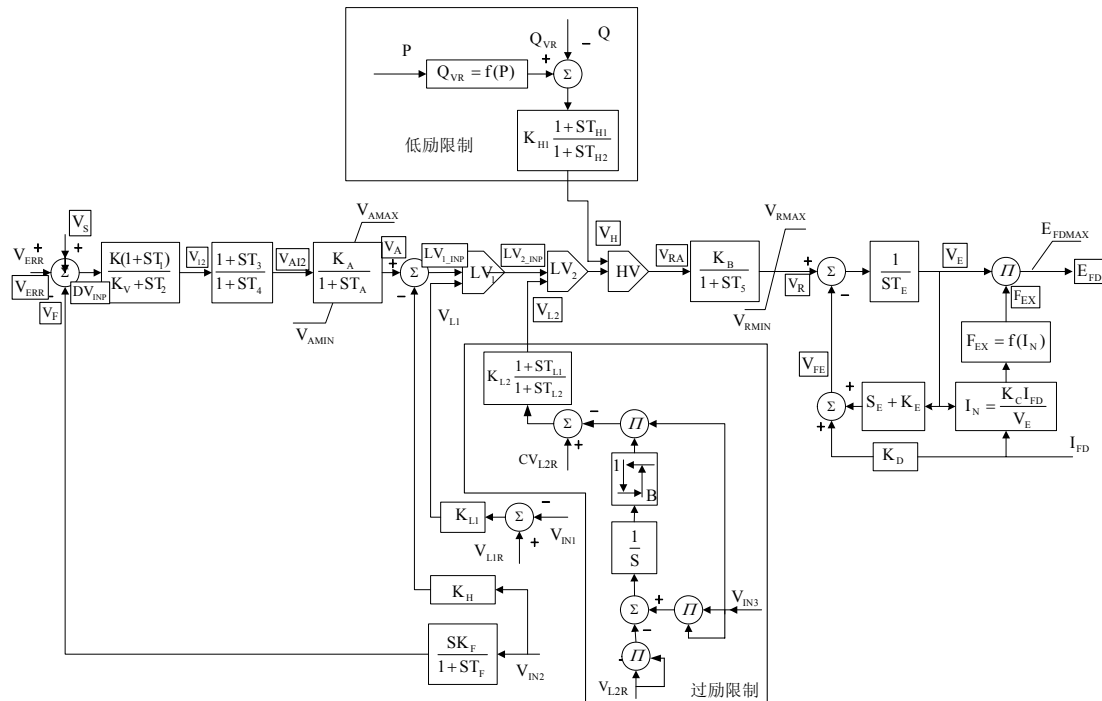 P
Q_VR
− Q
Q_VR = f(P)
+
Σ
K_H1 (1+ST_H1)/(1+ST_H2)
低励限制
V_S
+
V_ERR
+
Σ
V_ERR
−
V_F
DV_INP
K(1+ST_1)/(K_V+ST_2)
V_12
(1+ST_3)/(1+ST_4)
V_AI2
V_AMAX
K_A/(1+ST_A)
V_AMIN
V_A
+
Σ
−
LV_1_INP
LV_1
V_L1
LV_2_INP
LV_2
V_L2
V_H
HV
V_RA
K_B/(1+ST_5)
V_RMAX
V_RMIN
V_R
+
Σ
−
1/(ST_E)
V_E
Π
E_FDMAX
E_FD
F_EX
F_EX = f(I_N)
V_FE
Σ
+
+
S_E + K_E
I_N = K_C I_FD / V_E
K_D
I_FD
K_L2 (1+ST_L1)/(1+ST_L2)
Σ
−
+
Π
CV_L2R
1
B
1/S
K_L1
Σ
−
+
V_IN1
V_L1R
Σ
+
−
Π
V_IN3
K_H
Π
-
SK_F/(1+ST_F)
V_IN2
V_L2R
过励限制